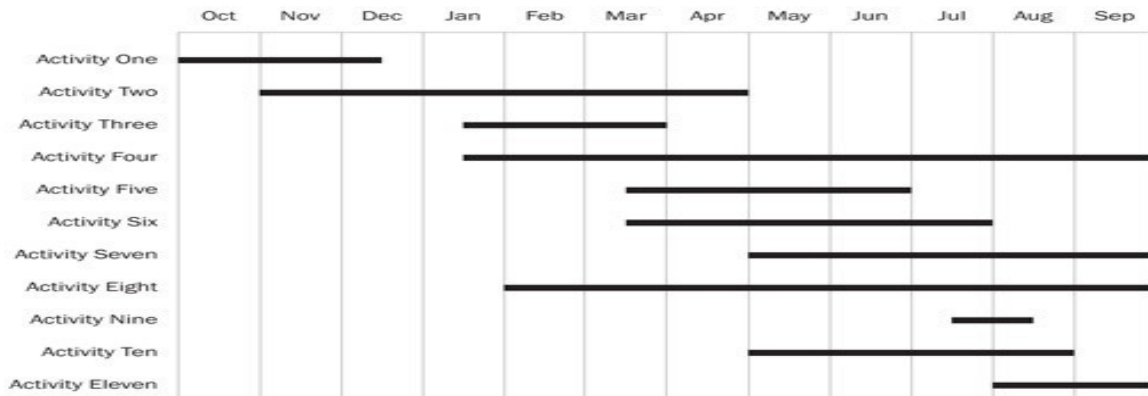 Oct Nov Dec Jan Feb Mar Apr May Jun Jul Aug Sep
Activity One
Activity Two
Activity Three
Activity Four
Activity Five
Activity Six
Activity Seven
Activity Eight
Activity Nine
Activity Ten
Activity Eleven